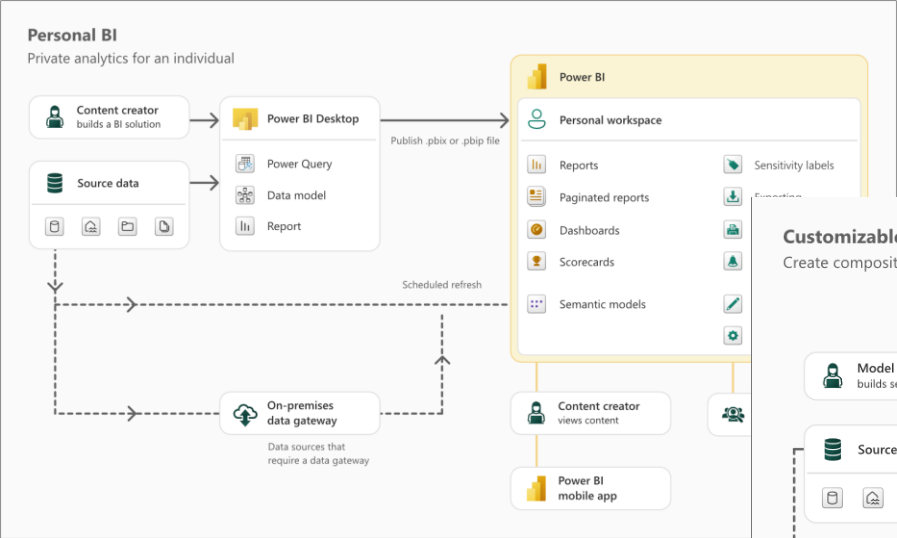 Personal BI
Private analytics for an individual
Content creator
builds a BI solution
Source data
Power BI Desktop
Power Query
Data model
Report
Publish .pbix or .pbip file
Scheduled refresh
On-premises
data gateway
Data sources that
require a data gateway
Power BI
Personal workspace
Reports
Paginated reports
Dashboards
Scorecards
Semantic models
Sensitivity labels
Content creator
views content
Power BI
mobile app
Create
Model
builds
Source